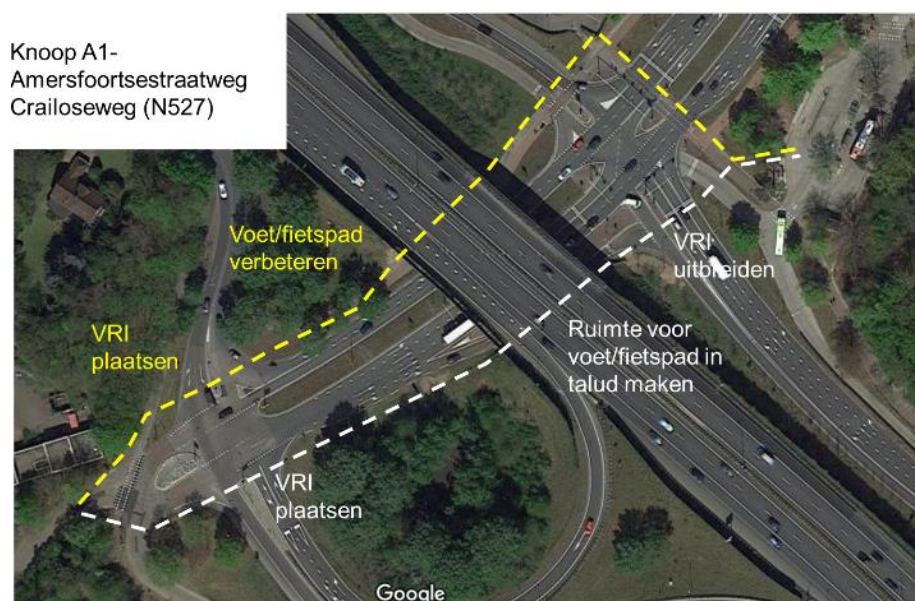 Knoop A1-
Amersfoortsestraatweg
Crailoseweg (N527)
Voet/fietspad
verbeteren
VRI
uitbreiden
VRI
plaatsen
Ruimte voor
voet/fietspad in
talud maken
VRI
plaatsen
Google